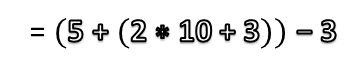 = (5 + (2 * 10 + 3)) – 3